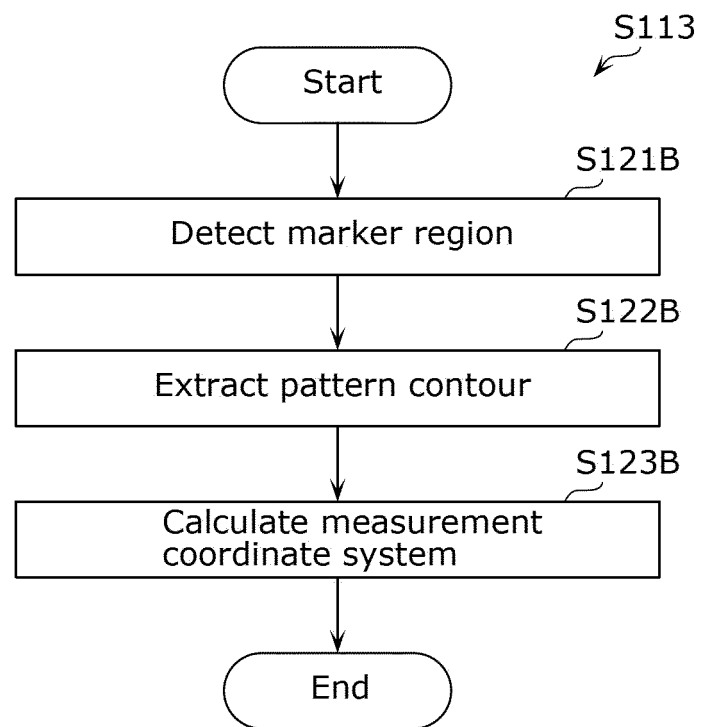 S113
Start
S121B
Detect marker region
S122B
Extract pattern contour
S123B
Calculate measurement
coordinate system
End